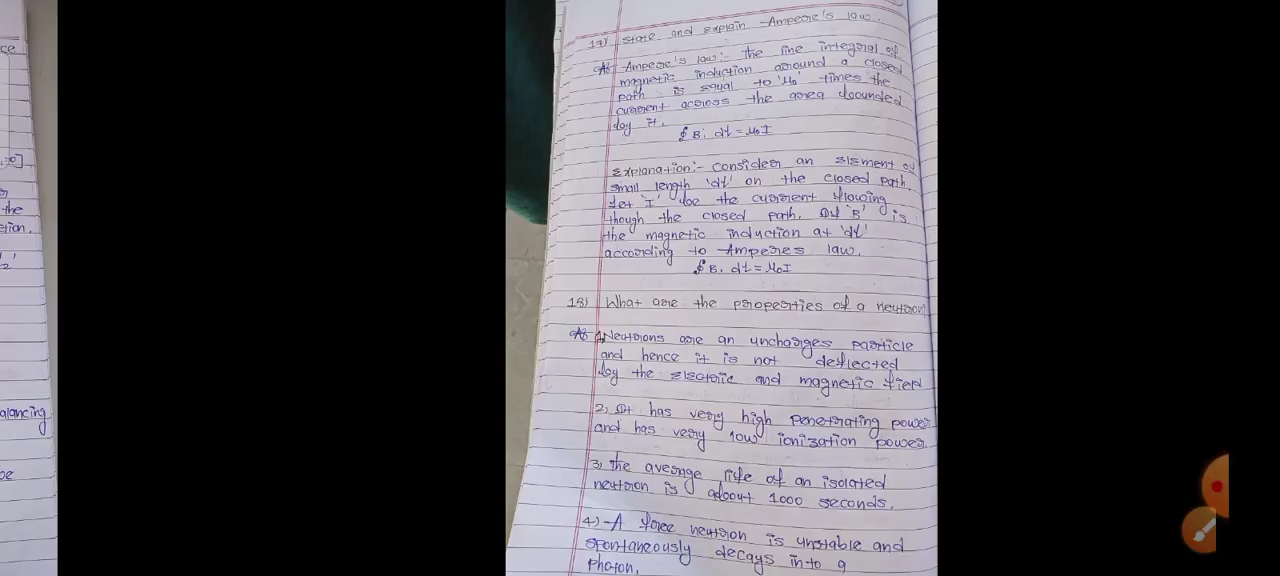 ce
the
ction.
alancing
17) State and explain Ampere's law.
A) Ampere's law:- the line integral of
magnetic induction around a closed
path is equal to 'μ₀' times the
current across the area bounded
by it.
∮ B. dl = μ₀I
Explanation:- consider an element of
small length 'dl' on the closed path.
let 'I' be the current flowing
though the closed path. If 'B' is
the magnetic induction at 'dl'
according to Amperes law.
∮ B. dl = μ₀I
18) What are the properties of a neutron
A) 1) Neutrons are an uncharges particle
and hence it is not deflected
by the electric and magnetic field
2) It has very high penetrating power
and has very low ionization power.
3) the average life of an isolated
neutron is about 1000 seconds.
4) A free neutron is unstable and
spontaneously decays into a
photon.